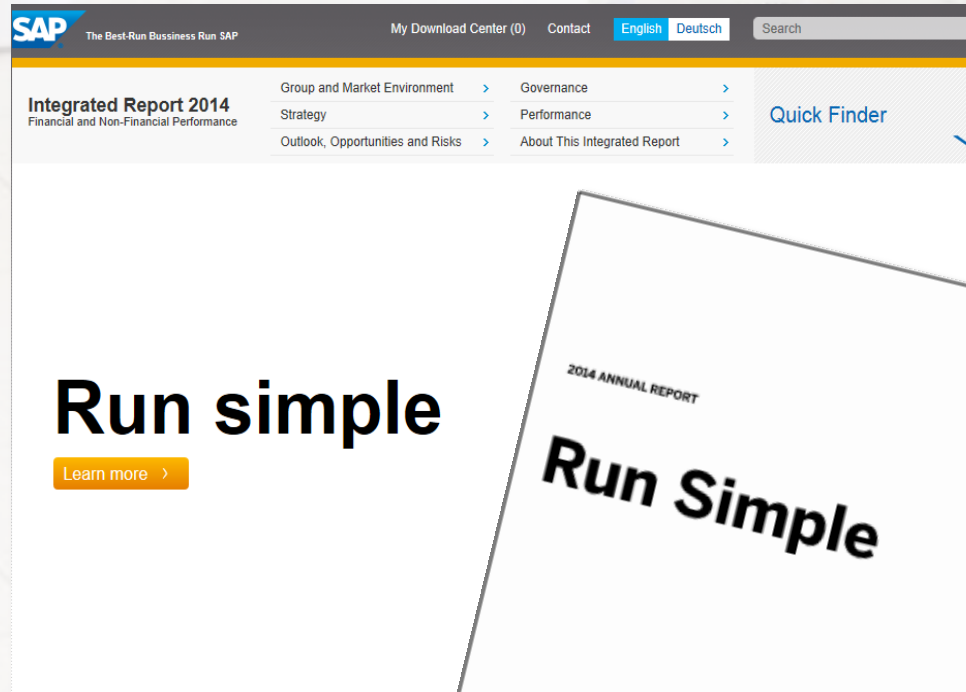 SAP
The Best-Run Bussiness Run SAP
My Download Center (0)
Contact
English
Deutsch
Search
Integrated Report 2014
Financial and Non-Financial Performance
Group and Market Environment
Strategy
Outlook, Opportunities and Risks
Governance
Performance
About This Integrated Report
Quick Finder
Run simple
Learn more
2014 ANNUAL REPORT
Run Simple